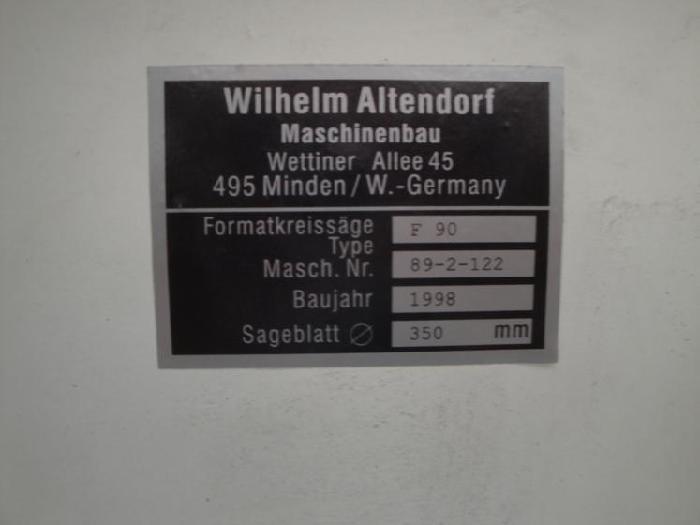 Wilhelm Altendorf
Maschinenbau
Wettiner Allee 45
495 Minden / W.-Germany
Formatkreissäge
Type F 90
Masch. Nr. 89-2-122
Baujahr 1998
Sageblatt ∅ 350 mm